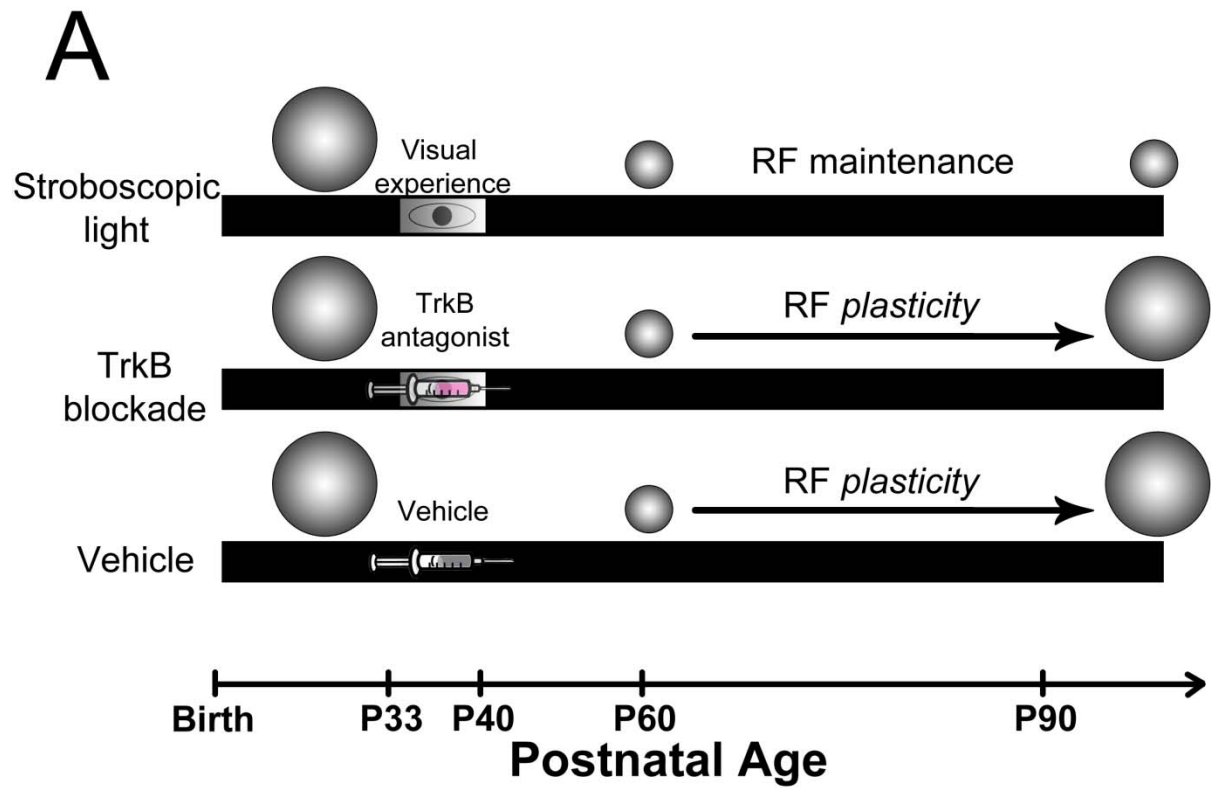 A
Visual
experience
RF maintenance
Stroboscopic
light
TrkB
antagonist
RF plasticity
TrkB
blockade
Vehicle
RF plasticity
Vehicle
Birth
P33
P40
P60
P90
Postnatal Age